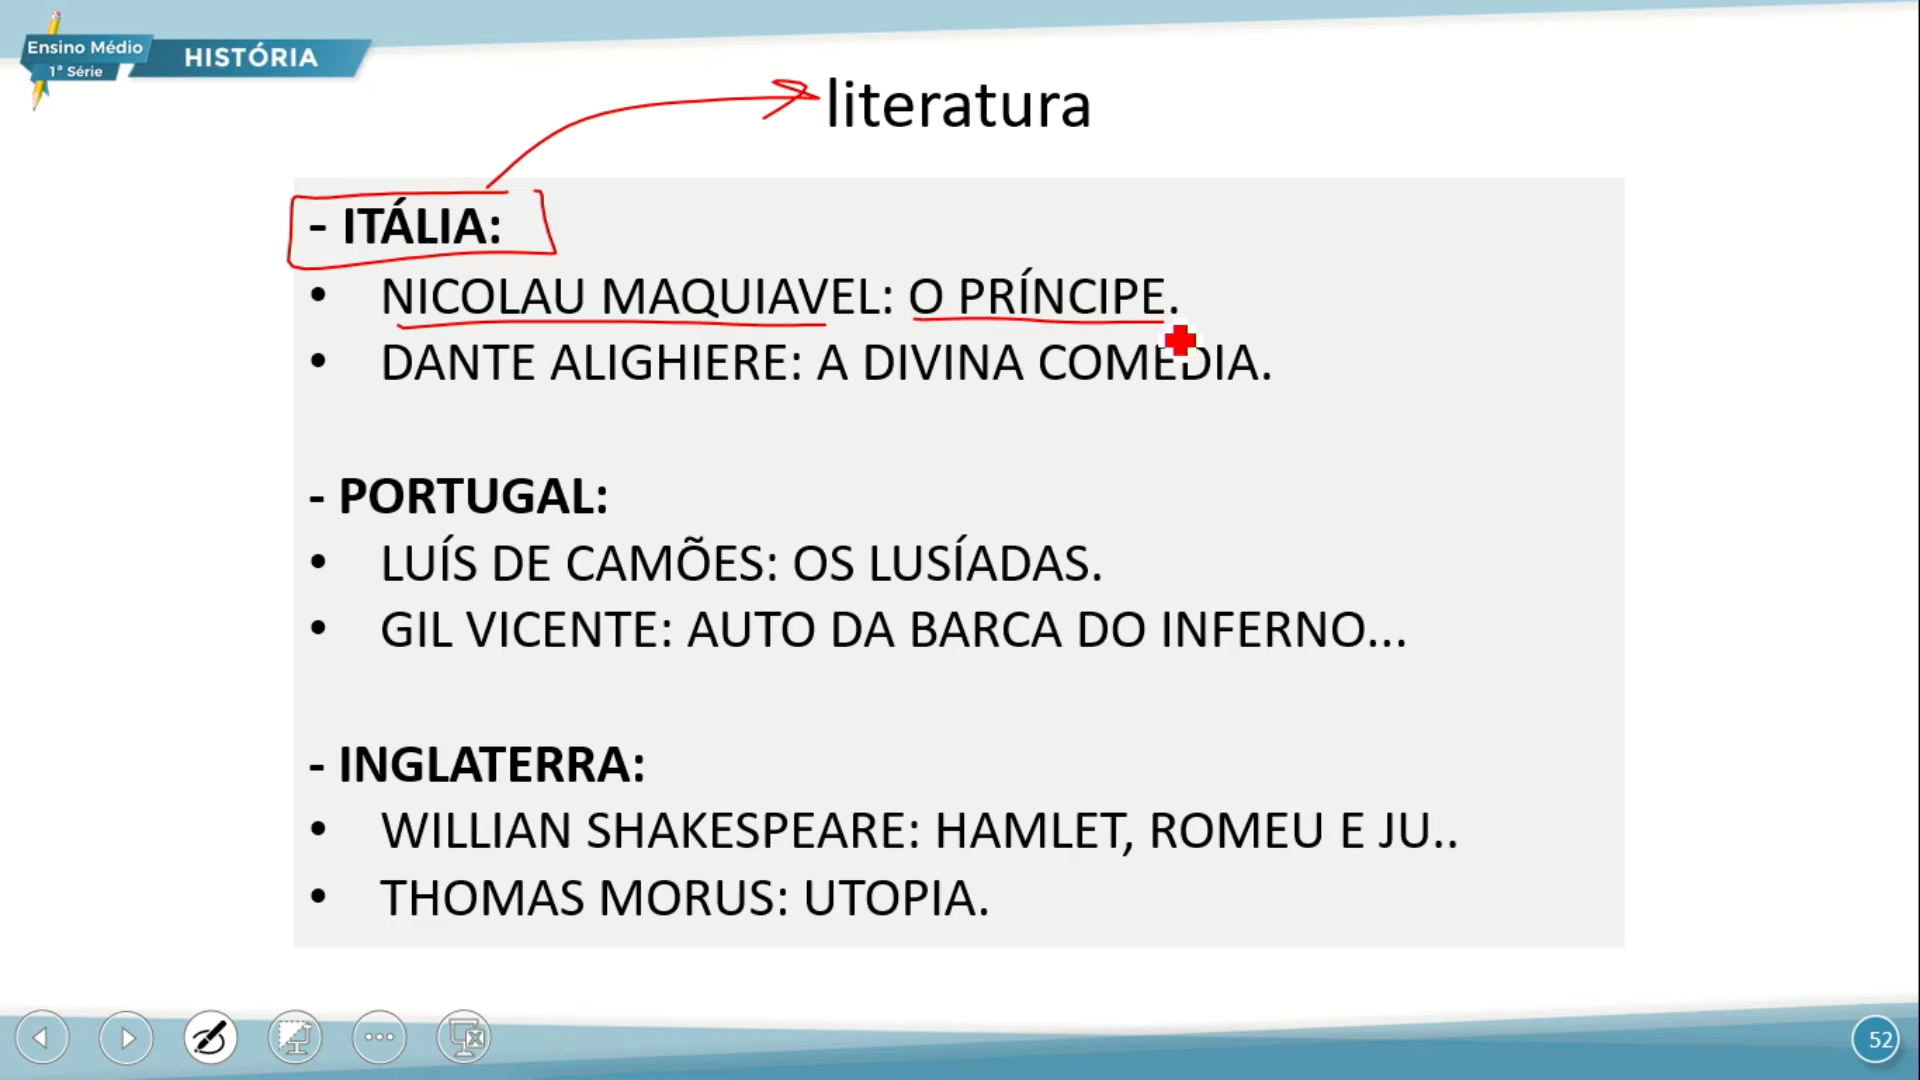 Ensino Médio
1ª Série
HISTÓRIA
literatura
- ITÁLIA:
• NICOLAU MAQUIAVEL: O PRÍNCIPE.
• DANTE ALIGHIERE: A DIVINA COMÉDIA.
- PORTUGAL:
• LUÍS DE CAMÕES: OS LUSÍADAS.
• GIL VICENTE: AUTO DA BARCA DO INFERNO...
- INGLATERRA:
• WILLIAN SHAKESPEARE: HAMLET, ROMEU E JU..
• THOMAS MORUS: UTOPIA.
52